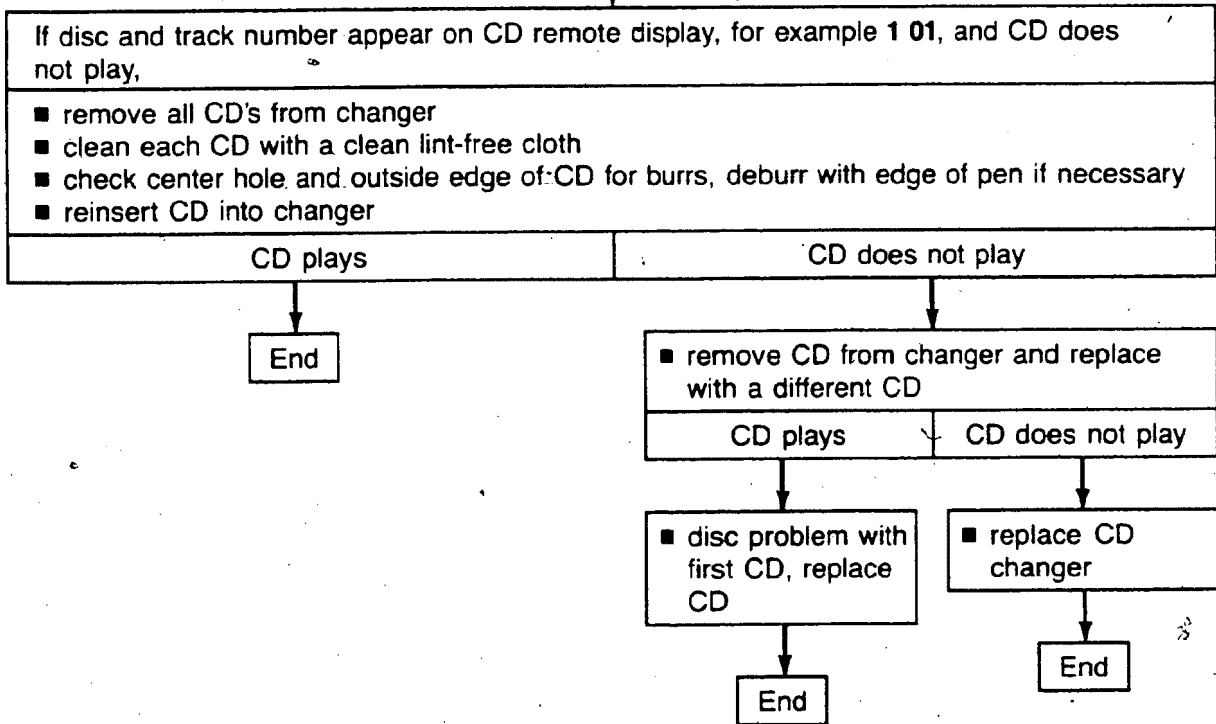 If disc and track number appear on CD remote display, for example 1 01, and CD does
not play,
■ remove all CD's from changer
■ clean each CD with a clean lint-free cloth
■ check center hole and outside edge of CD for burrs, deburr with edge of pen if necessary
■ reinsert CD into changer
CD plays
CD does not play
End
■ remove CD from changer and replace
with a different CD
CD plays
CD does not play
■ disc problem with
first CD, replace
CD
■ replace CD
changer
End
End